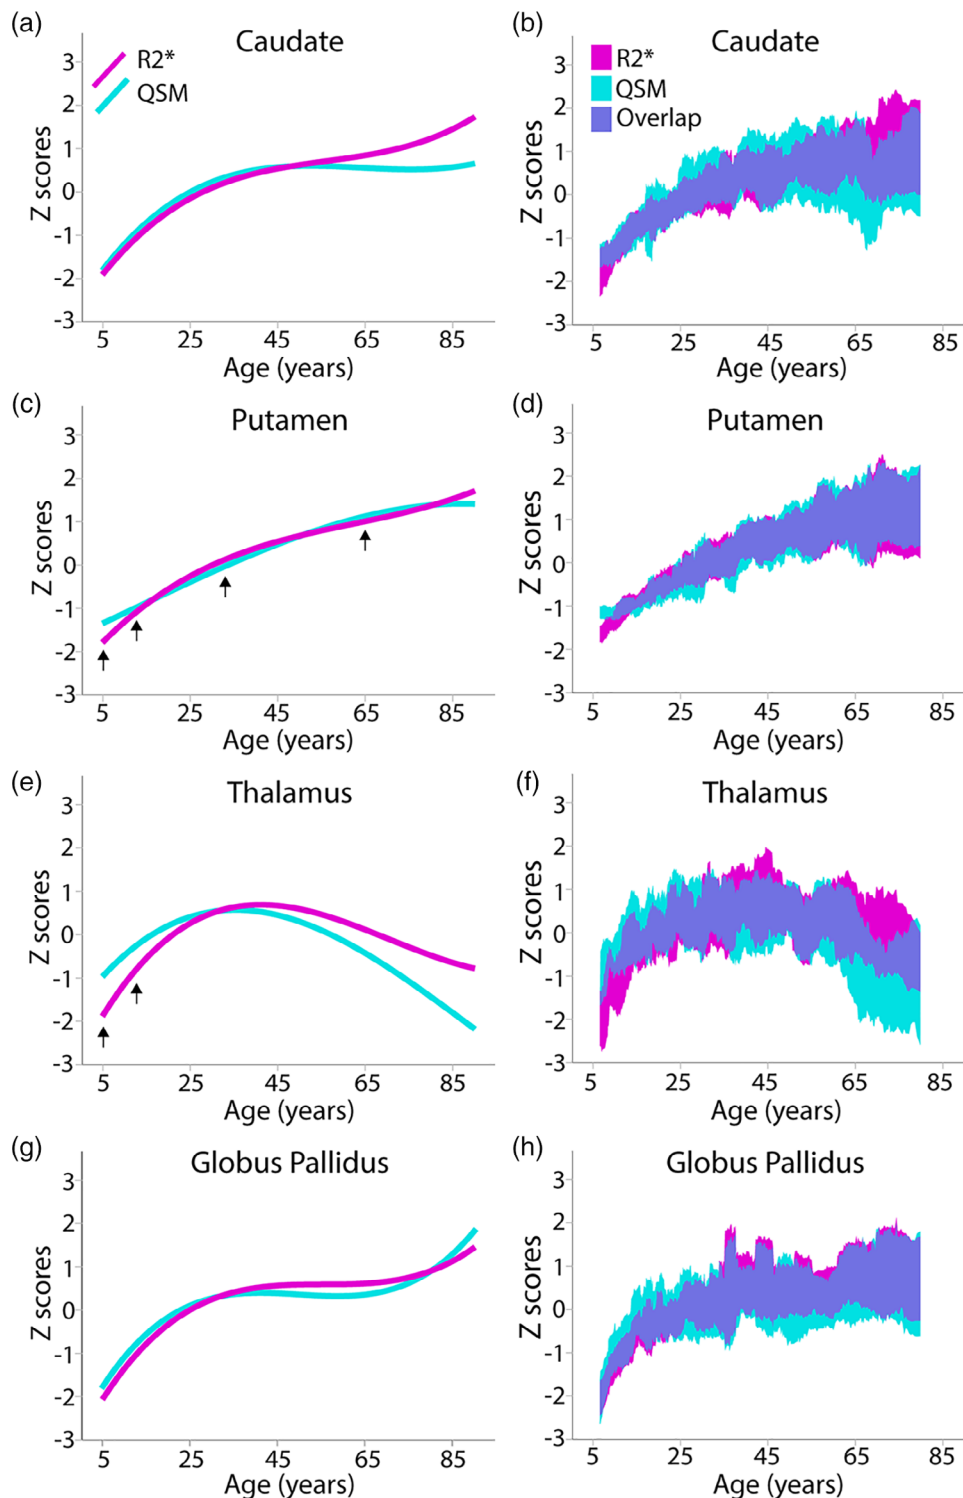 (a)
Caudate
R2*
QSM
Z scores
3
2
1
0
-1
-2
-3
5
25
45
65
85
Age (years)
(b)
Caudate
R2*
QSM
Overlap
Z scores
3
2
1
0
-1
-2
-3
5
25
45
65
85
Age (years)
(c)
Putamen
Z scores
3
2
1
0
-1
-2
-3
5
25
45
65
85
Age (years)
(d)
Putamen
Z scores
3
2
1
0
-1
-2
-3
5
25
45
65
85
Age (years)
(e)
Thalamus
Z scores
3
2
1
0
-1
-2
-3
5
25
45
65
85
Age (years)
(f)
Thalamus
Z scores
3
2
1
0
-1
-2
-3
5
25
45
65
85
Age (years)
(g)
Globus Pallidus
Z scores
3
2
1
0
-1
-2
-3
5
25
45
65
85
Age (years)
(h)
Globus Pallidus
Z scores
3
2
1
0
-1
-2
-3
5
25
45
65
85
Age (years)